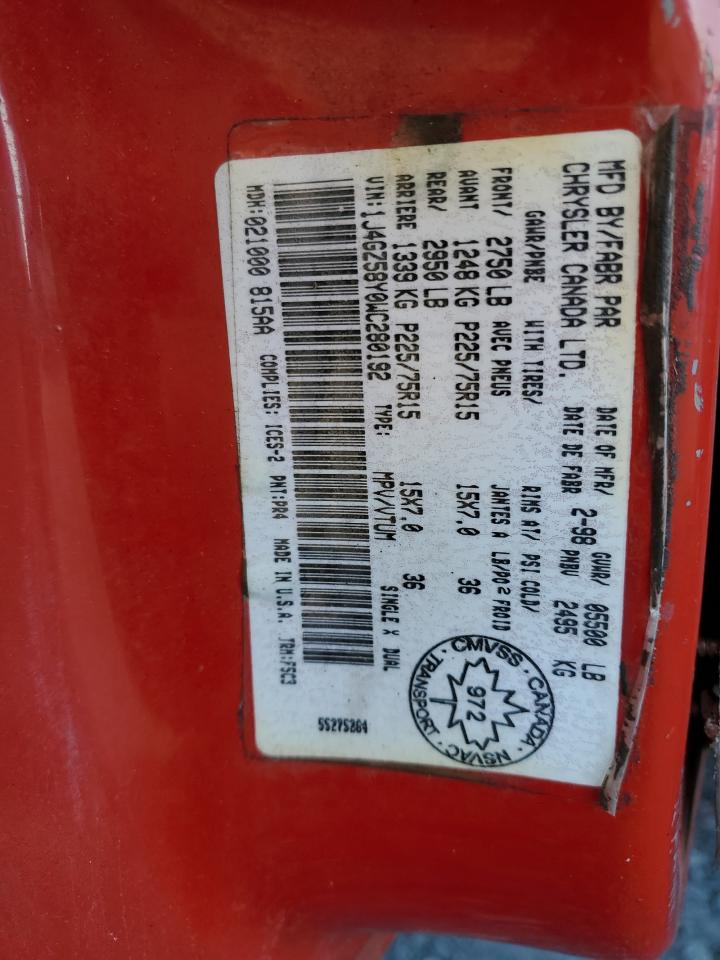 MFD BY/FABR PAR DATE OF MFR/ GVWR/ 05500 LB
CHRYSLER CANADA LTD. DATE DE FABR 2-98 PNBV 2495 KG
GAWR/PNBE WITH TIRES/ RIMS AT/ PSI COLD/
FRONT/ 2750 LB AVEC PNEUS JANTES A LB/PO² FROID
AVANT 1248 KG P225/75R15 15X7.0 36
REAR/ 2950 LB
ARRIERE 1339 KG P225/75R15 15X7.0 36
VIN:1J4GZ58Y0WC280192 TYPE: MPV/VTUM SINGLE X DUAL
MDH:021000 815AA COMPLIES: ICES-2 PNT:PR4 MADE IN U.S.A. TRM:F5C3
55275264
CMVSS · CANADA · NSVAC · TRANSPORT ·
972